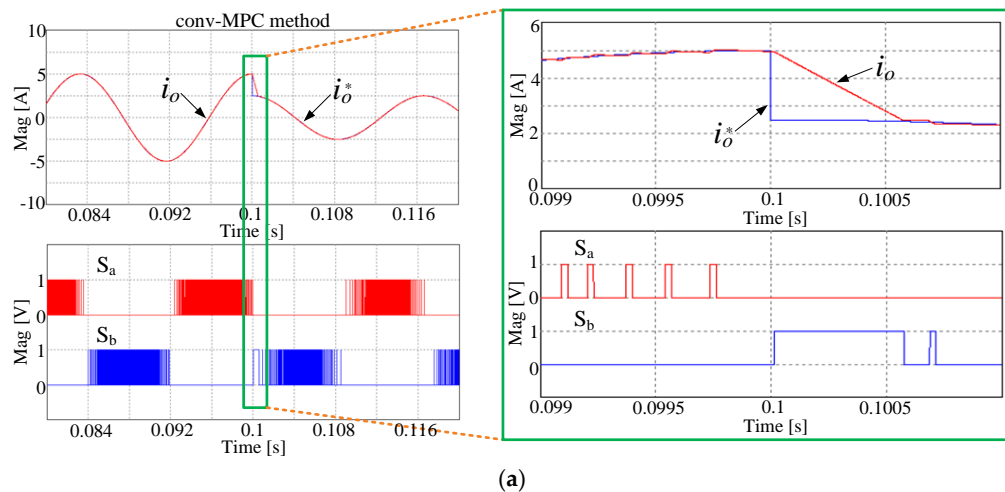 conv-MPC method
Mag [A]
10
5
0
-5
-10
i_o
i_o^*
0.084 0.092 0.1 0.108 0.116
Time [s]
Mag [V]
1
0
1
0
S_a
S_b
0.084 0.092 0.1 0.108 0.116
Time [s]
Mag [A]
6
4
2
0
i_o
i_o^*
0.099 0.0995 0.1 0.1005
Time [s]
Mag [V]
1
0
1
0
S_a
S_b
0.099 0.0995 0.1 0.1005
Time [s]
(a)